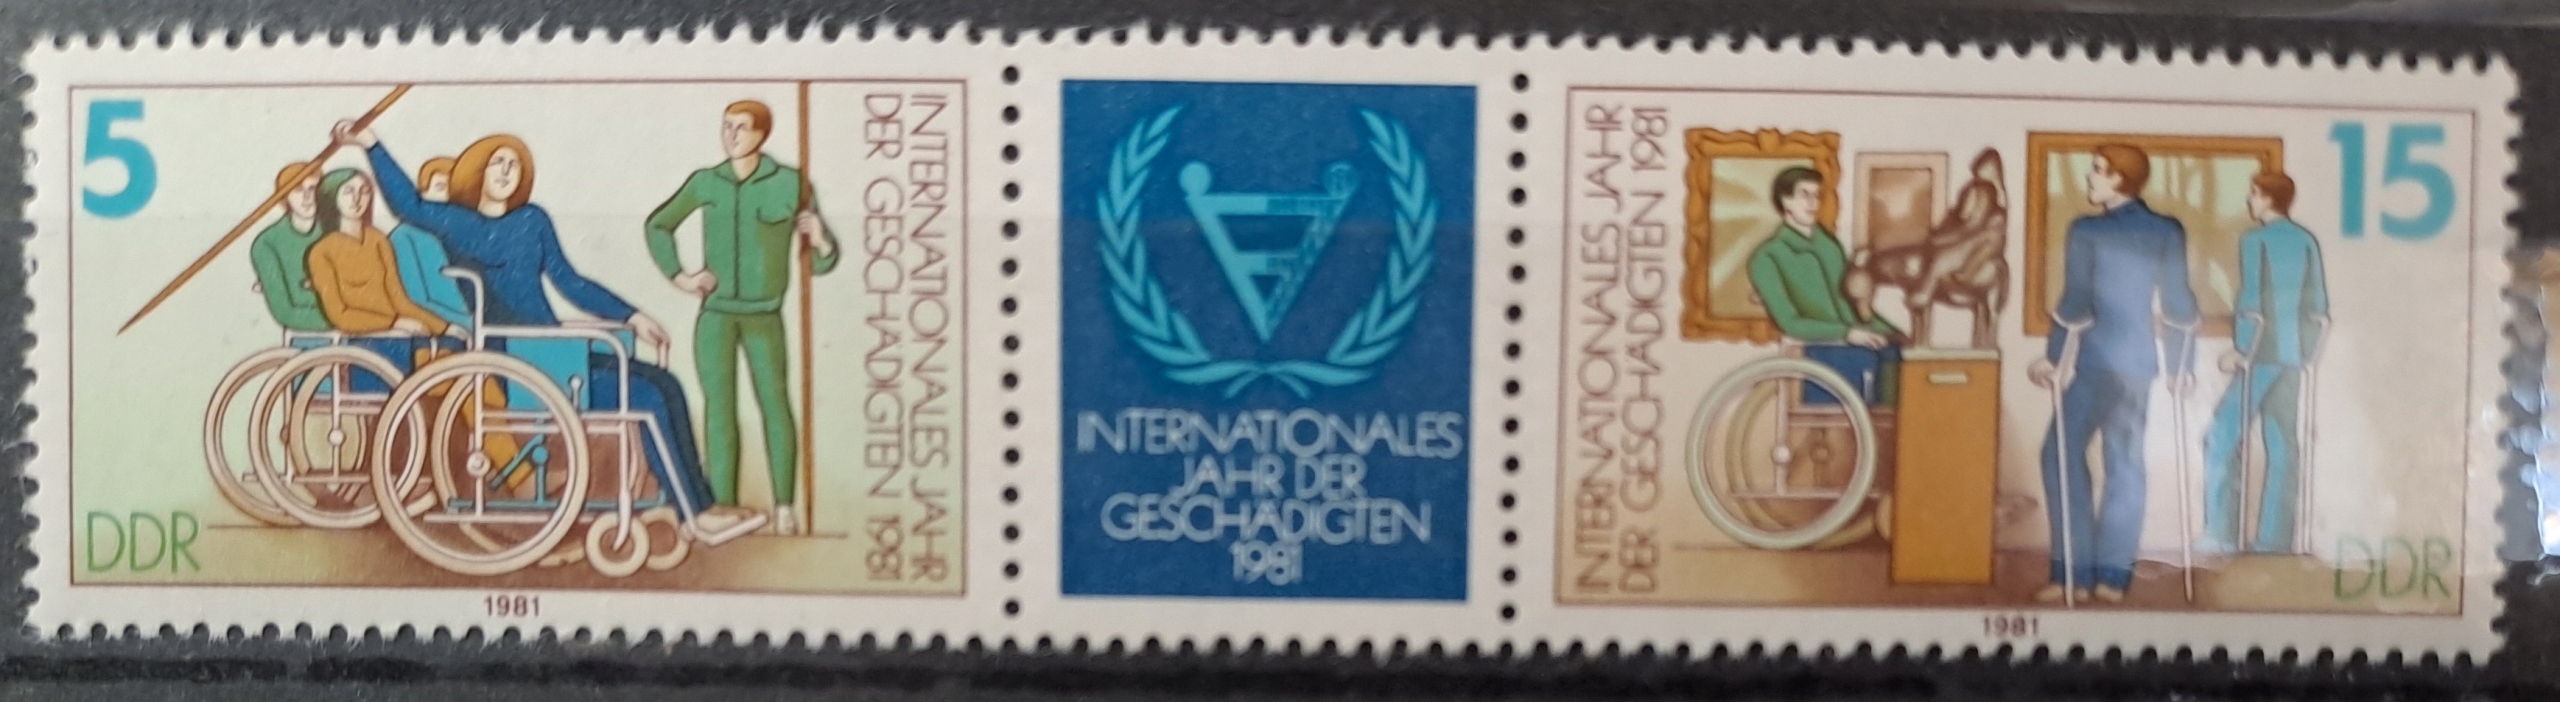 5
INTERNATIONALES JAHR
DER GESCHÄDIGTEN 1981
DDR
1981
INTERNATIONALES
JAHR DER
GESCHÄDIGTEN
1981
INTERNATIONALES JAHR
DER GESCHÄDIGTEN 1981
15
DDR
1981